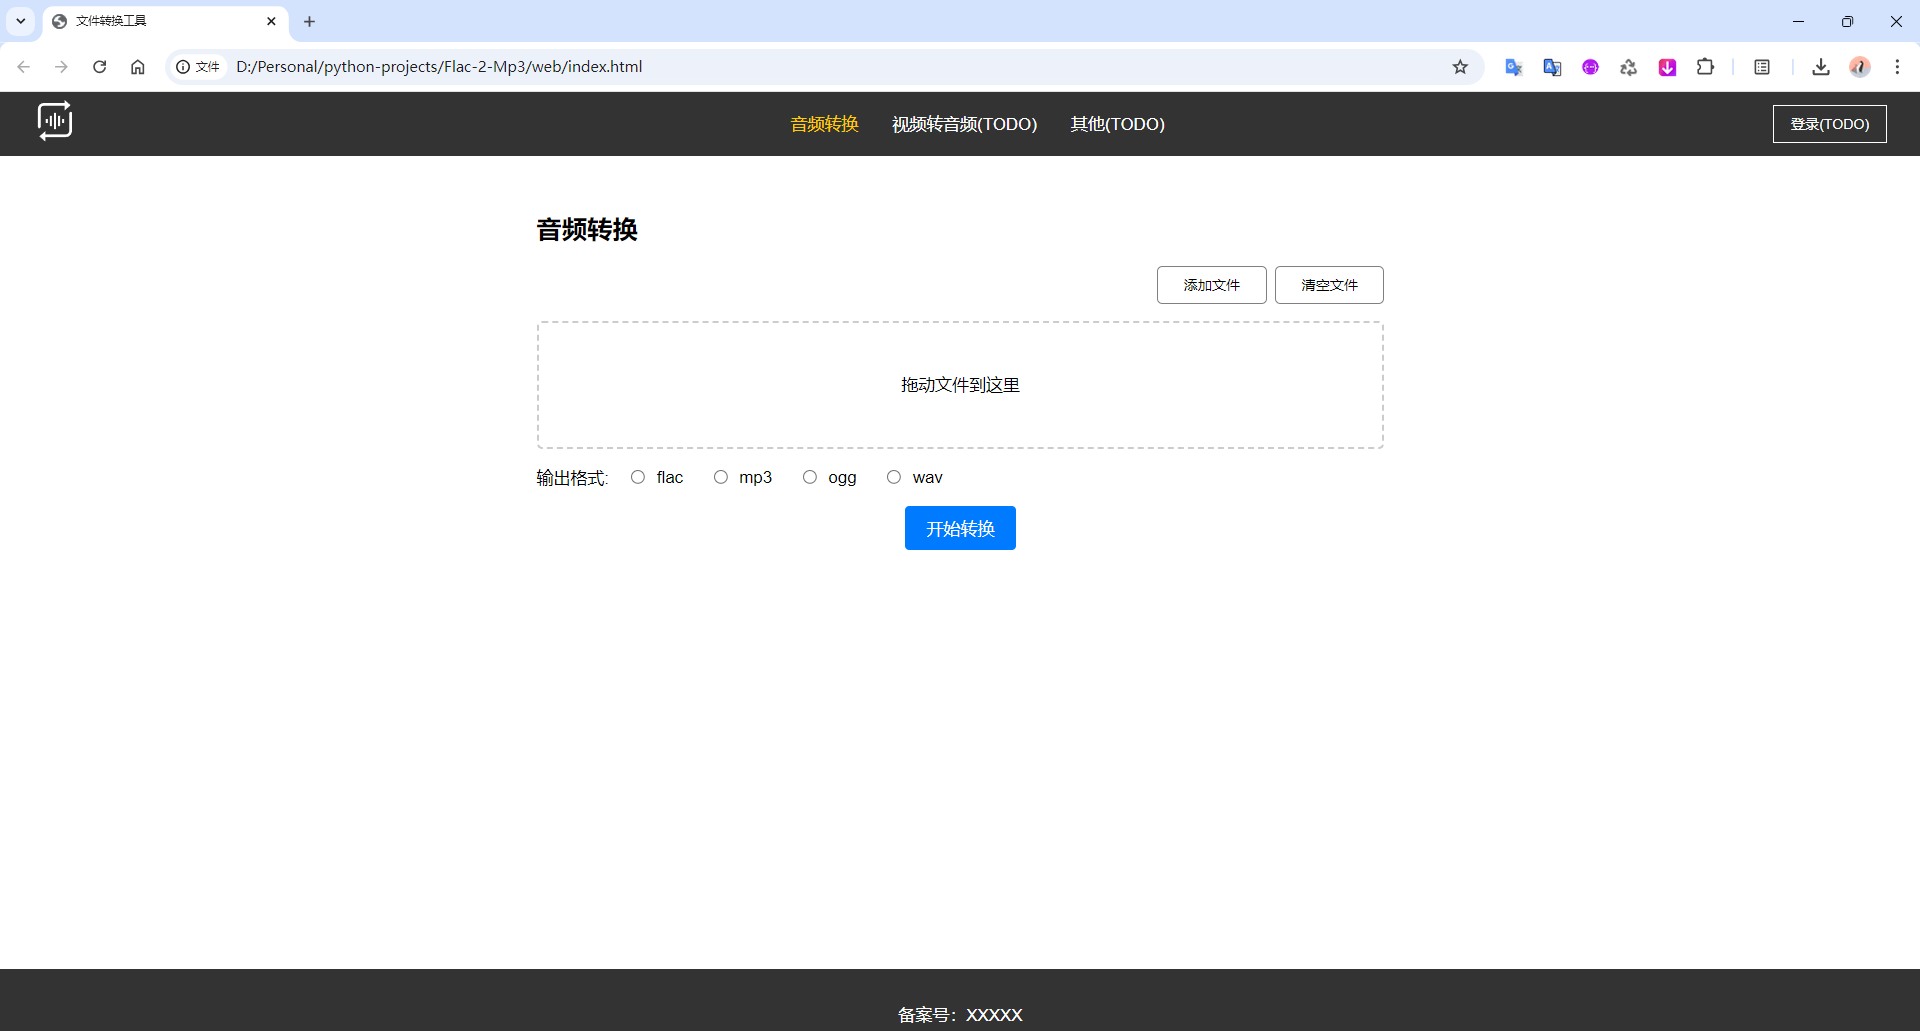 文件转换工具
文件 D:/Personal/python-projects/Flac-2-Mp3/web/index.html
音频转换 视频转音频(TODO) 其他(TODO) 登录(TODO)
音频转换
添加文件 清空文件
拖动文件到这里
输出格式: flac mp3 ogg wav
开始转换
备案号：XXXXX